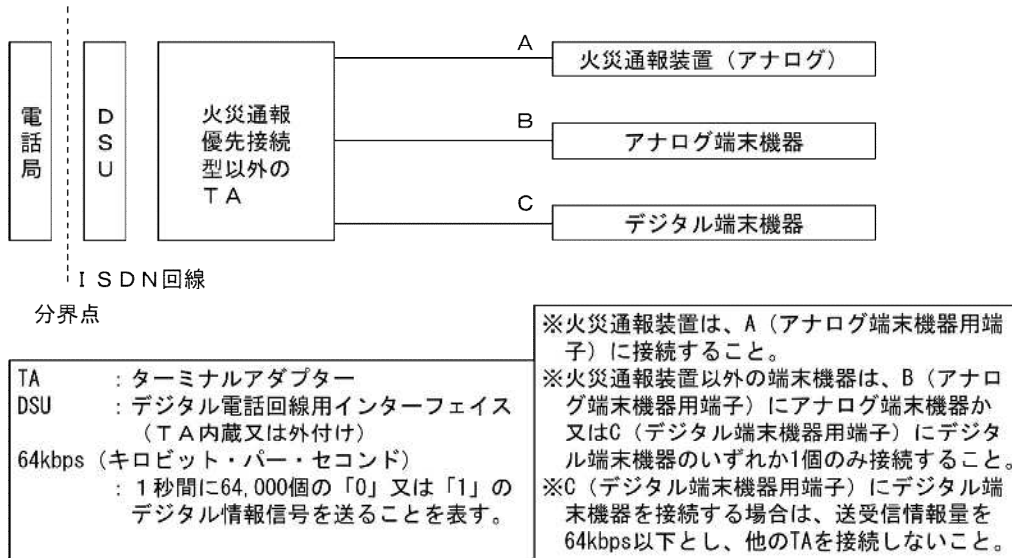 A
火災通報装置（アナログ）
電話局
DSU
火災通報
優先接続
型以外の
ＴＡ
B
アナログ端末機器
C
デジタル端末機器
ＩＳＤＮ回線
分界点
※火災通報装置は、A（アナログ端末機器用端
子）に接続すること。
※火災通報装置以外の端末機器は、B（アナロ
グ端末機器用端子）にアナログ端末機器か
又はC（デジタル端末機器用端子）にデジタ
ル端末機器のいずれか1個のみ接続すること。
※C（デジタル端末機器用端子）にデジタル端
末機器を接続する場合は、送受信情報量を
64kbps以下とし、他のTAを接続しないこと。
TA ：ターミナルアダプター
DSU ：デジタル電話回線用インターフェイス
（ＴＡ内蔵又は外付け）
64kbps（キロビット・パー・セコンド）
：１秒間に64,000個の「0」又は「1」の
デジタル情報信号を送ることを表す。